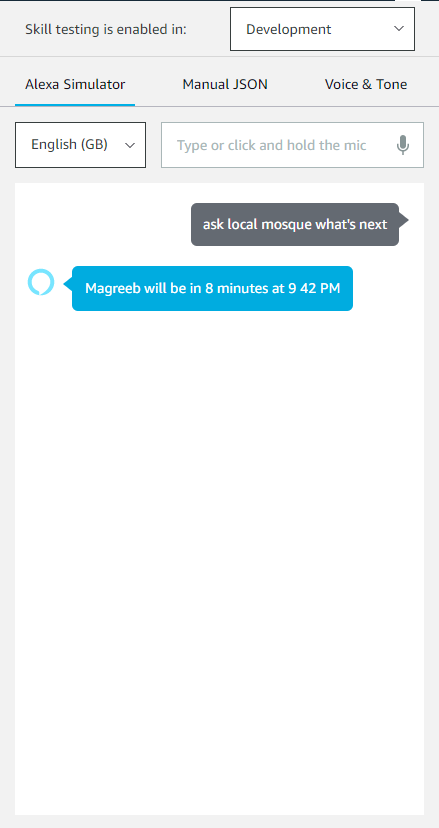 Skill testing is enabled in: Development
Alexa Simulator Manual JSON Voice & Tone
English (GB) Type or click and hold the mic
ask local mosque what's next
Magreeb will be in 8 minutes at 9 42 PM